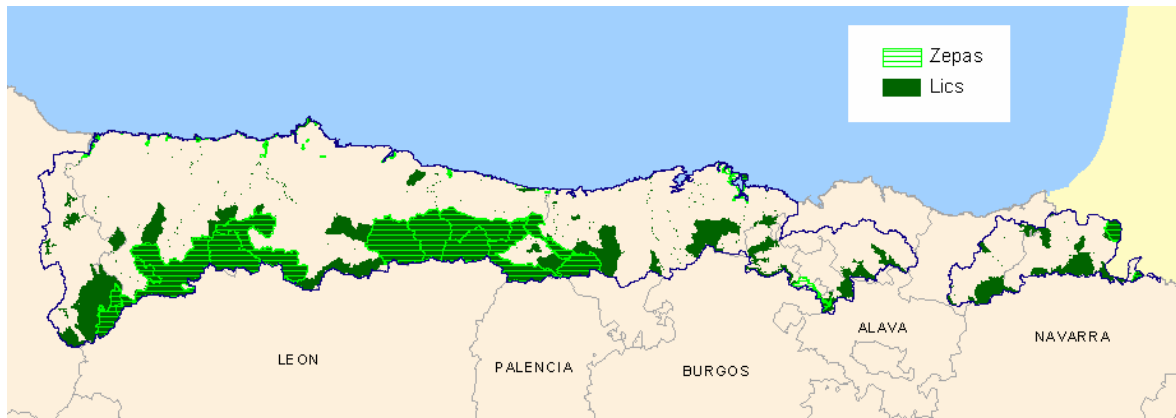 Zepas
Lics
LEON
PALENCIA
BURGOS
ALAVA
NAVARRA